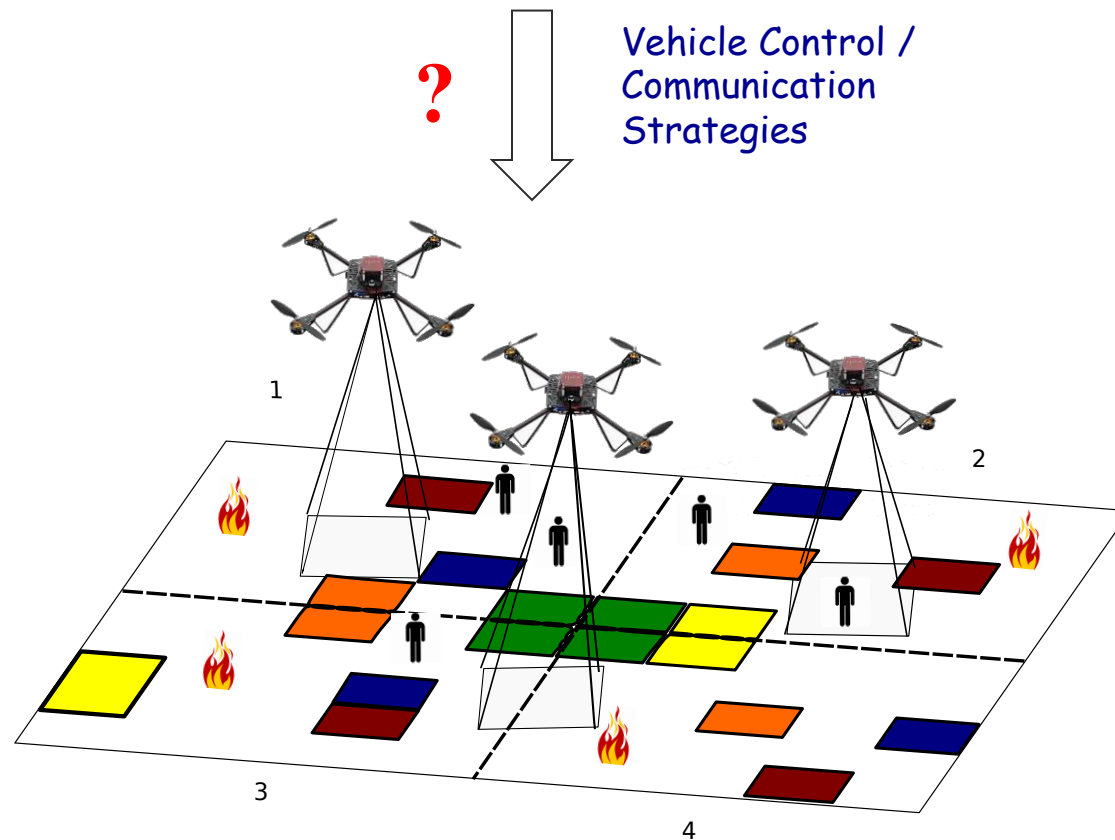 Vehicle Control /
?
Communication
Strategies
1
2
3
4